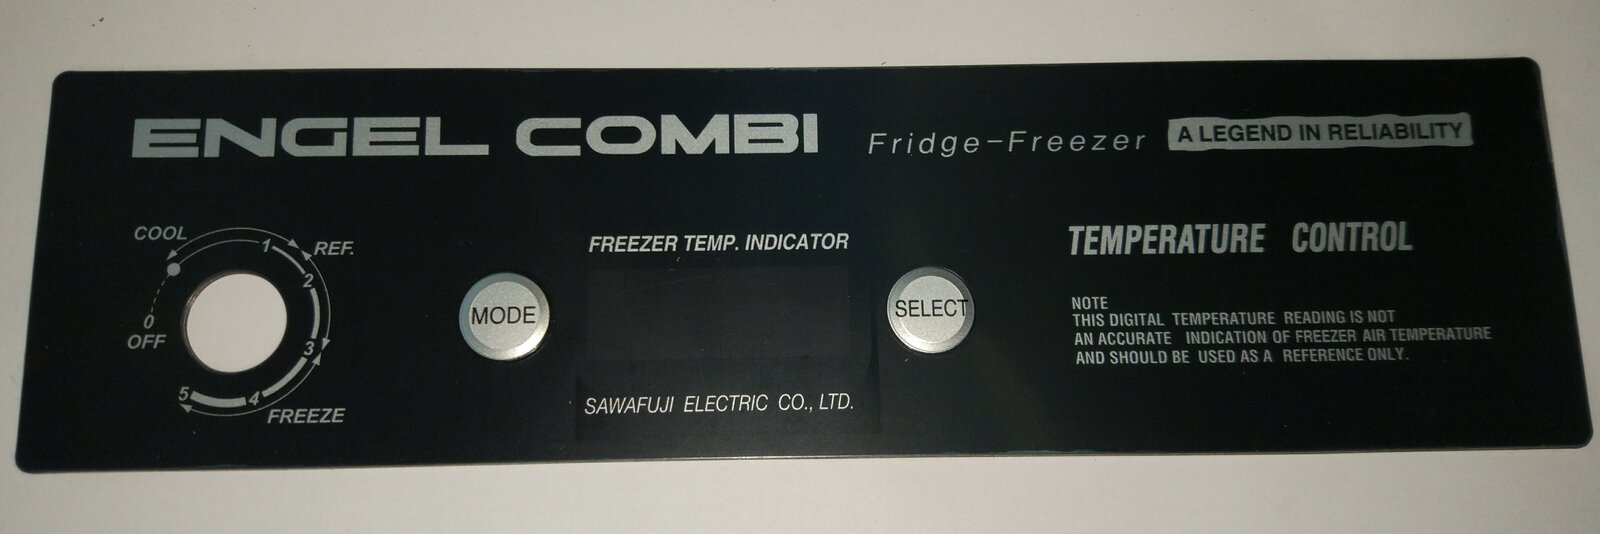 ENGEL COMBI Fridge-Freezer A LEGEND IN RELIABILITY
COOL
1
REF.
2
3
4
5
FREEZE
0
OFF
MODE
FREEZER TEMP. INDICATOR
SAWAFUJI ELECTRIC CO., LTD.
SELECT
TEMPERATURE CONTROL
NOTE
THIS DIGITAL TEMPERATURE READING IS NOT
AN ACCURATE INDICATION OF FREEZER AIR TEMPERATURE
AND SHOULD BE USED AS A REFERENCE ONLY.